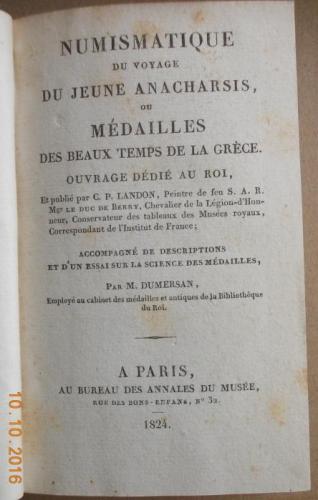 NUMISMATIQUE
DU VOYAGE
DU JEUNE ANACHARSIS,
OU
MÉDAILLES
DES BEAUX TEMPS DE LA GRÈCE.
OUVRAGE DÉDIÉ AU ROI,
Et publié par C. P. LANDON, Peintre de feu S. A. R.
Mgr LE DUC DE BERRY, Chevalier de la Légion-d'Hon-
neur, Conservateur des tableaux des Musées royaux,
Correspondant de l'Institut de France;
ACCOMPAGNÉ DE DESCRIPTIONS
ET D'UN ESSAI SUR LA SCIENCE DES MÉDAILLES,
PAR M. DUMERSAN,
Employé au cabinet des médailles et antiques de la Bibliothèque
du Roi.
A PARIS,
AU BUREAU DES ANNALES DU MUSÉE,
RUE DES BONS-ENFANS, N° 32.
1824.
10 10 2016